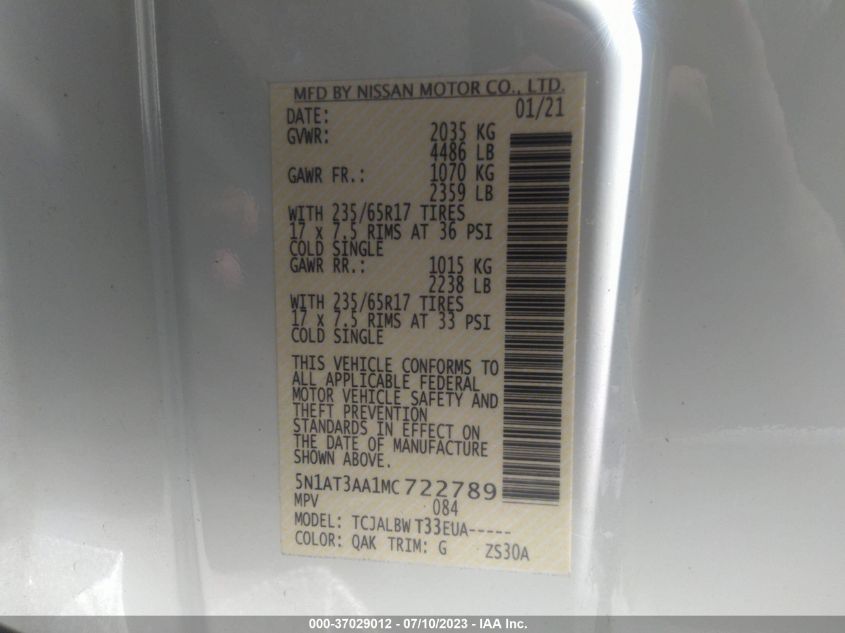 MFD BY NISSAN MOTOR CO., LTD.
DATE: 01/21
GVWR: 2035 KG
4486 LB
GAWR FR.: 1070 KG
2359 LB
WITH 235/65R17 TIRES
17 x 7.5 RIMS AT 36 PSI
COLD SINGLE
GAWR RR.: 1015 KG
2238 LB
WITH 235/65R17 TIRES
17 x 7.5 RIMS AT 33 PSI
COLD SINGLE
THIS VEHICLE CONFORMS TO
ALL APPLICABLE FEDERAL
MOTOR VEHICLE SAFETY AND
THEFT PREVENTION
STANDARDS IN EFFECT ON
THE DATE OF MANUFACTURE
SHOWN ABOVE.
5N1AT3AA1MC722789
MPV 084
MODEL: TCJALBW T33EUA-----
COLOR: QAK TRIM: G ZS30A
000-37029012 - 07/10/2023 - IAA Inc.